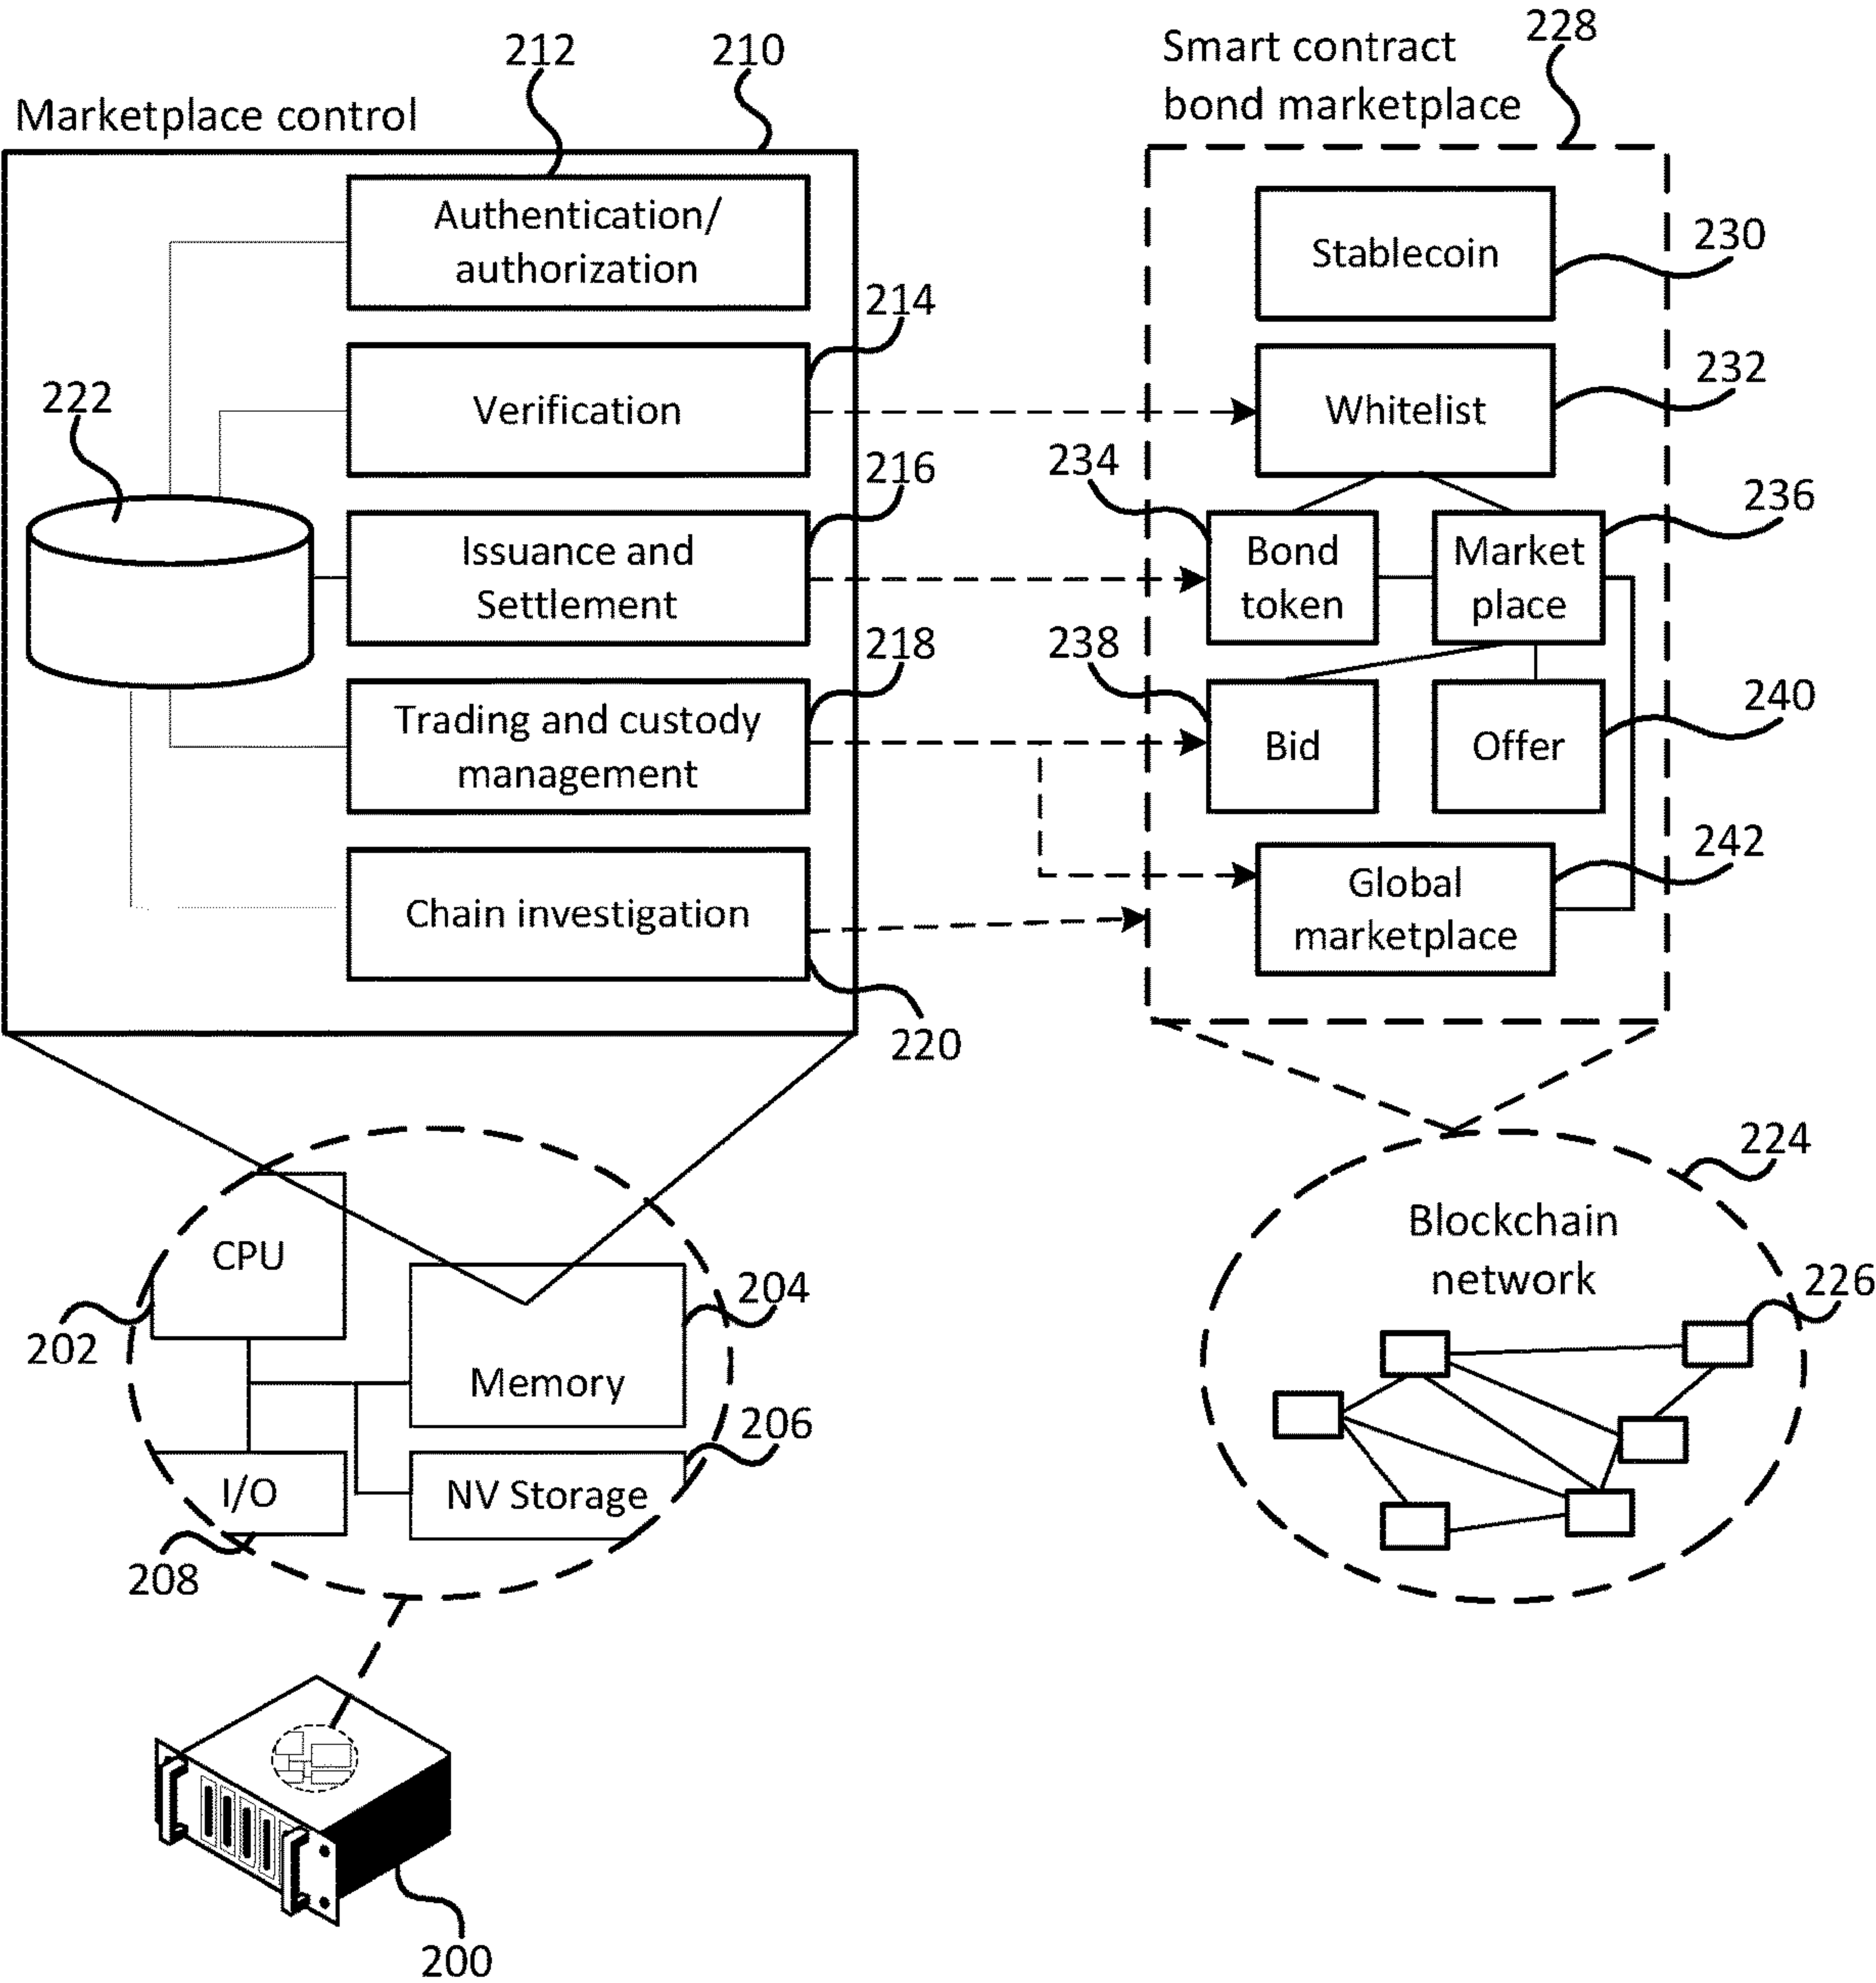 212
210
Smart contract
bond marketplace
228
Marketplace control
Authentication/
authorization
Stablecoin
230
214
Verification
Whitelist
232
222
216
234
236
Issuance and
Settlement
Bond
token
Market
place
218
238
240
Trading and custody
management
Bid
Offer
242
Chain investigation
Global
marketplace
220
224
CPU
Blockchain
network
204
226
202
Memory
206
I/O
NV Storage
208
200